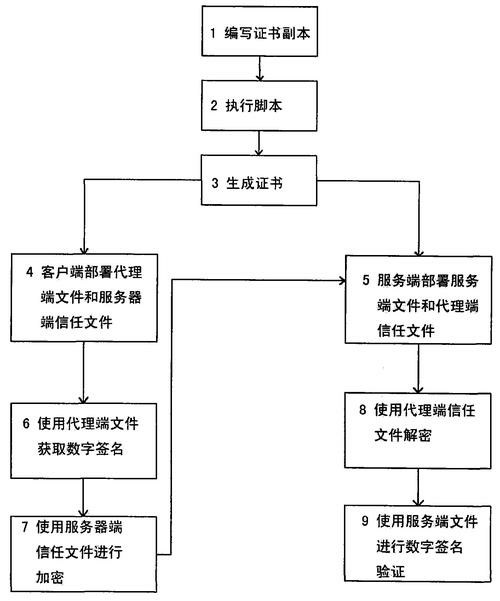 1 编写证书副本
2 执行脚本
3 生成证书
4 客户端部署代理
端文件和服务器
端信任文件
5 服务端部署服务
端文件和代理端
信任文件
6 使用代理端文件
获取数字签名
7 使用服务器端
信任文件进行
加密
8 使用代理端信任
文件解密
9 使用服务端文件
进行数字签名
验证